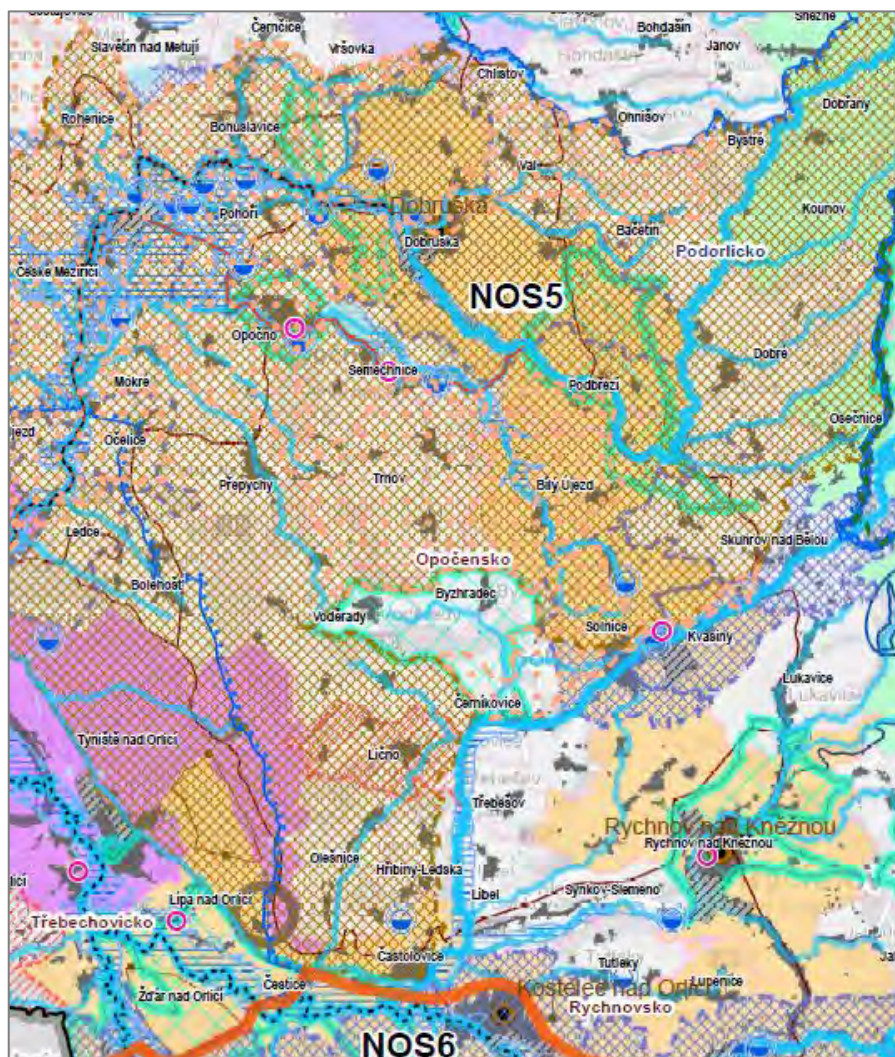 Slavětín nad Metují
Černčice
Vršovka
Bohdašín
Sněžné
Janov
Chlístov
Ohnišov
Dobřany
Rohenice
Bohuslavice
Bystré
Val
Kounov
Pohoří
Dobruška
Dobruška
Bačetín
Podorlicko
České Meziříčí
NOS5
Opočno
Semechnice
Dobré
Mokré
Podbřezí
Osečnice
Očelice
Přepychy
Trnov
Bílý Újezd
Ledce
Skuhrov nad Bělou
Opočensko
Bolehošť
Byzhradec
Voděrady
Solnice
Kvasiny
Lukavice
Lukavice
Černíkovice
Týniště nad Orlicí
Lično
Třebešov
Rychnov nad Kněžnou
Rychnov nad Kněžnou
Olešnice
Hřibiny-Ledská
Libel
Synkov-Slemeno
Lípa nad Orlicí
Třebechovicko
Častolovice
Tutleky
Čestice
Kostelec nad Orlicí
Lupenice
Žďár nad Orlicí
Rychnovsko
NOS6